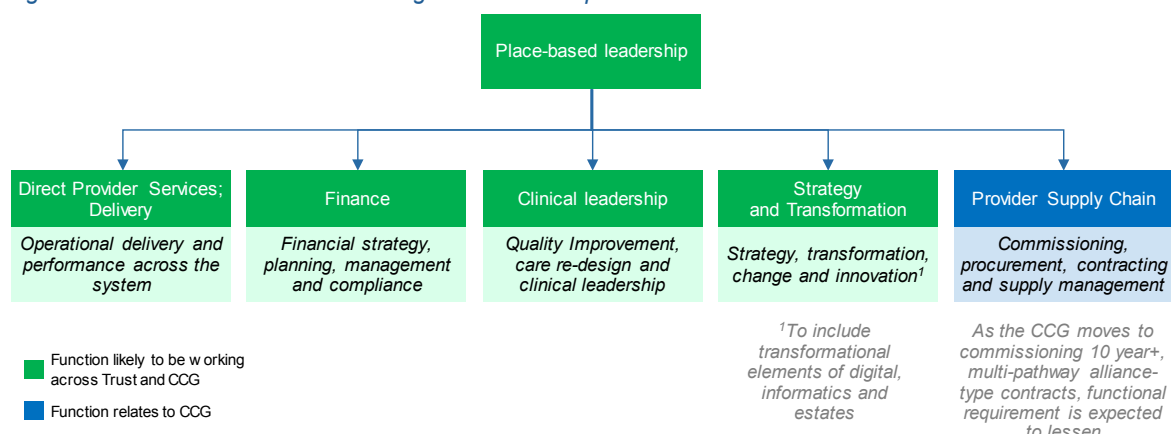 Place-based leadership
Direct Provider Services;
Delivery
Operational delivery and
performance across the
system
Finance
Financial strategy,
planning, management
and compliance
Clinical leadership
Quality Improvement,
care re-design and
clinical leadership
Strategy
and Transformation
Strategy, transformation,
change and innovation¹
Provider Supply Chain
Commissioning,
procurement, contracting
and supply management
¹To include
transformational
elements of digital,
informatics and
estates
As the CCG moves to
commissioning 10 year+,
multi-pathway alliance-
type contracts, functional
requirement is expected
to lessen
Function likely to be working
across Trust and CCG
Function relates to CCG